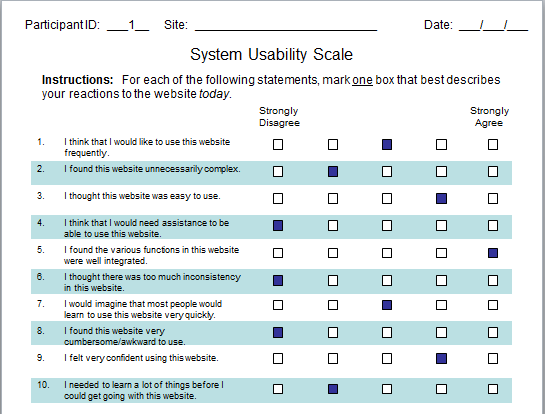 Participant ID: ___1__ Site: ____________________________ Date: ___/___/___
System Usability Scale
Instructions: For each of the following statements, mark one box that best describes
your reactions to the website today.
Strongly Strongly
Disagree Agree
1. I think that I would like to use this website
frequently.
2. I found this website unnecessarily complex.
3. I thought this website was easy to use.
4. I think that I would need assistance to be
able to use this website.
5. I found the various functions in this website
were well integrated.
6. I thought there was too much inconsistency
in this website.
7. I would imagine that most people would
learn to use this website very quickly.
8. I found this website very
cumbersome/awkward to use.
9. I felt very confident using this website.
10. I needed to learn a lot of things before I
could get going with this website.